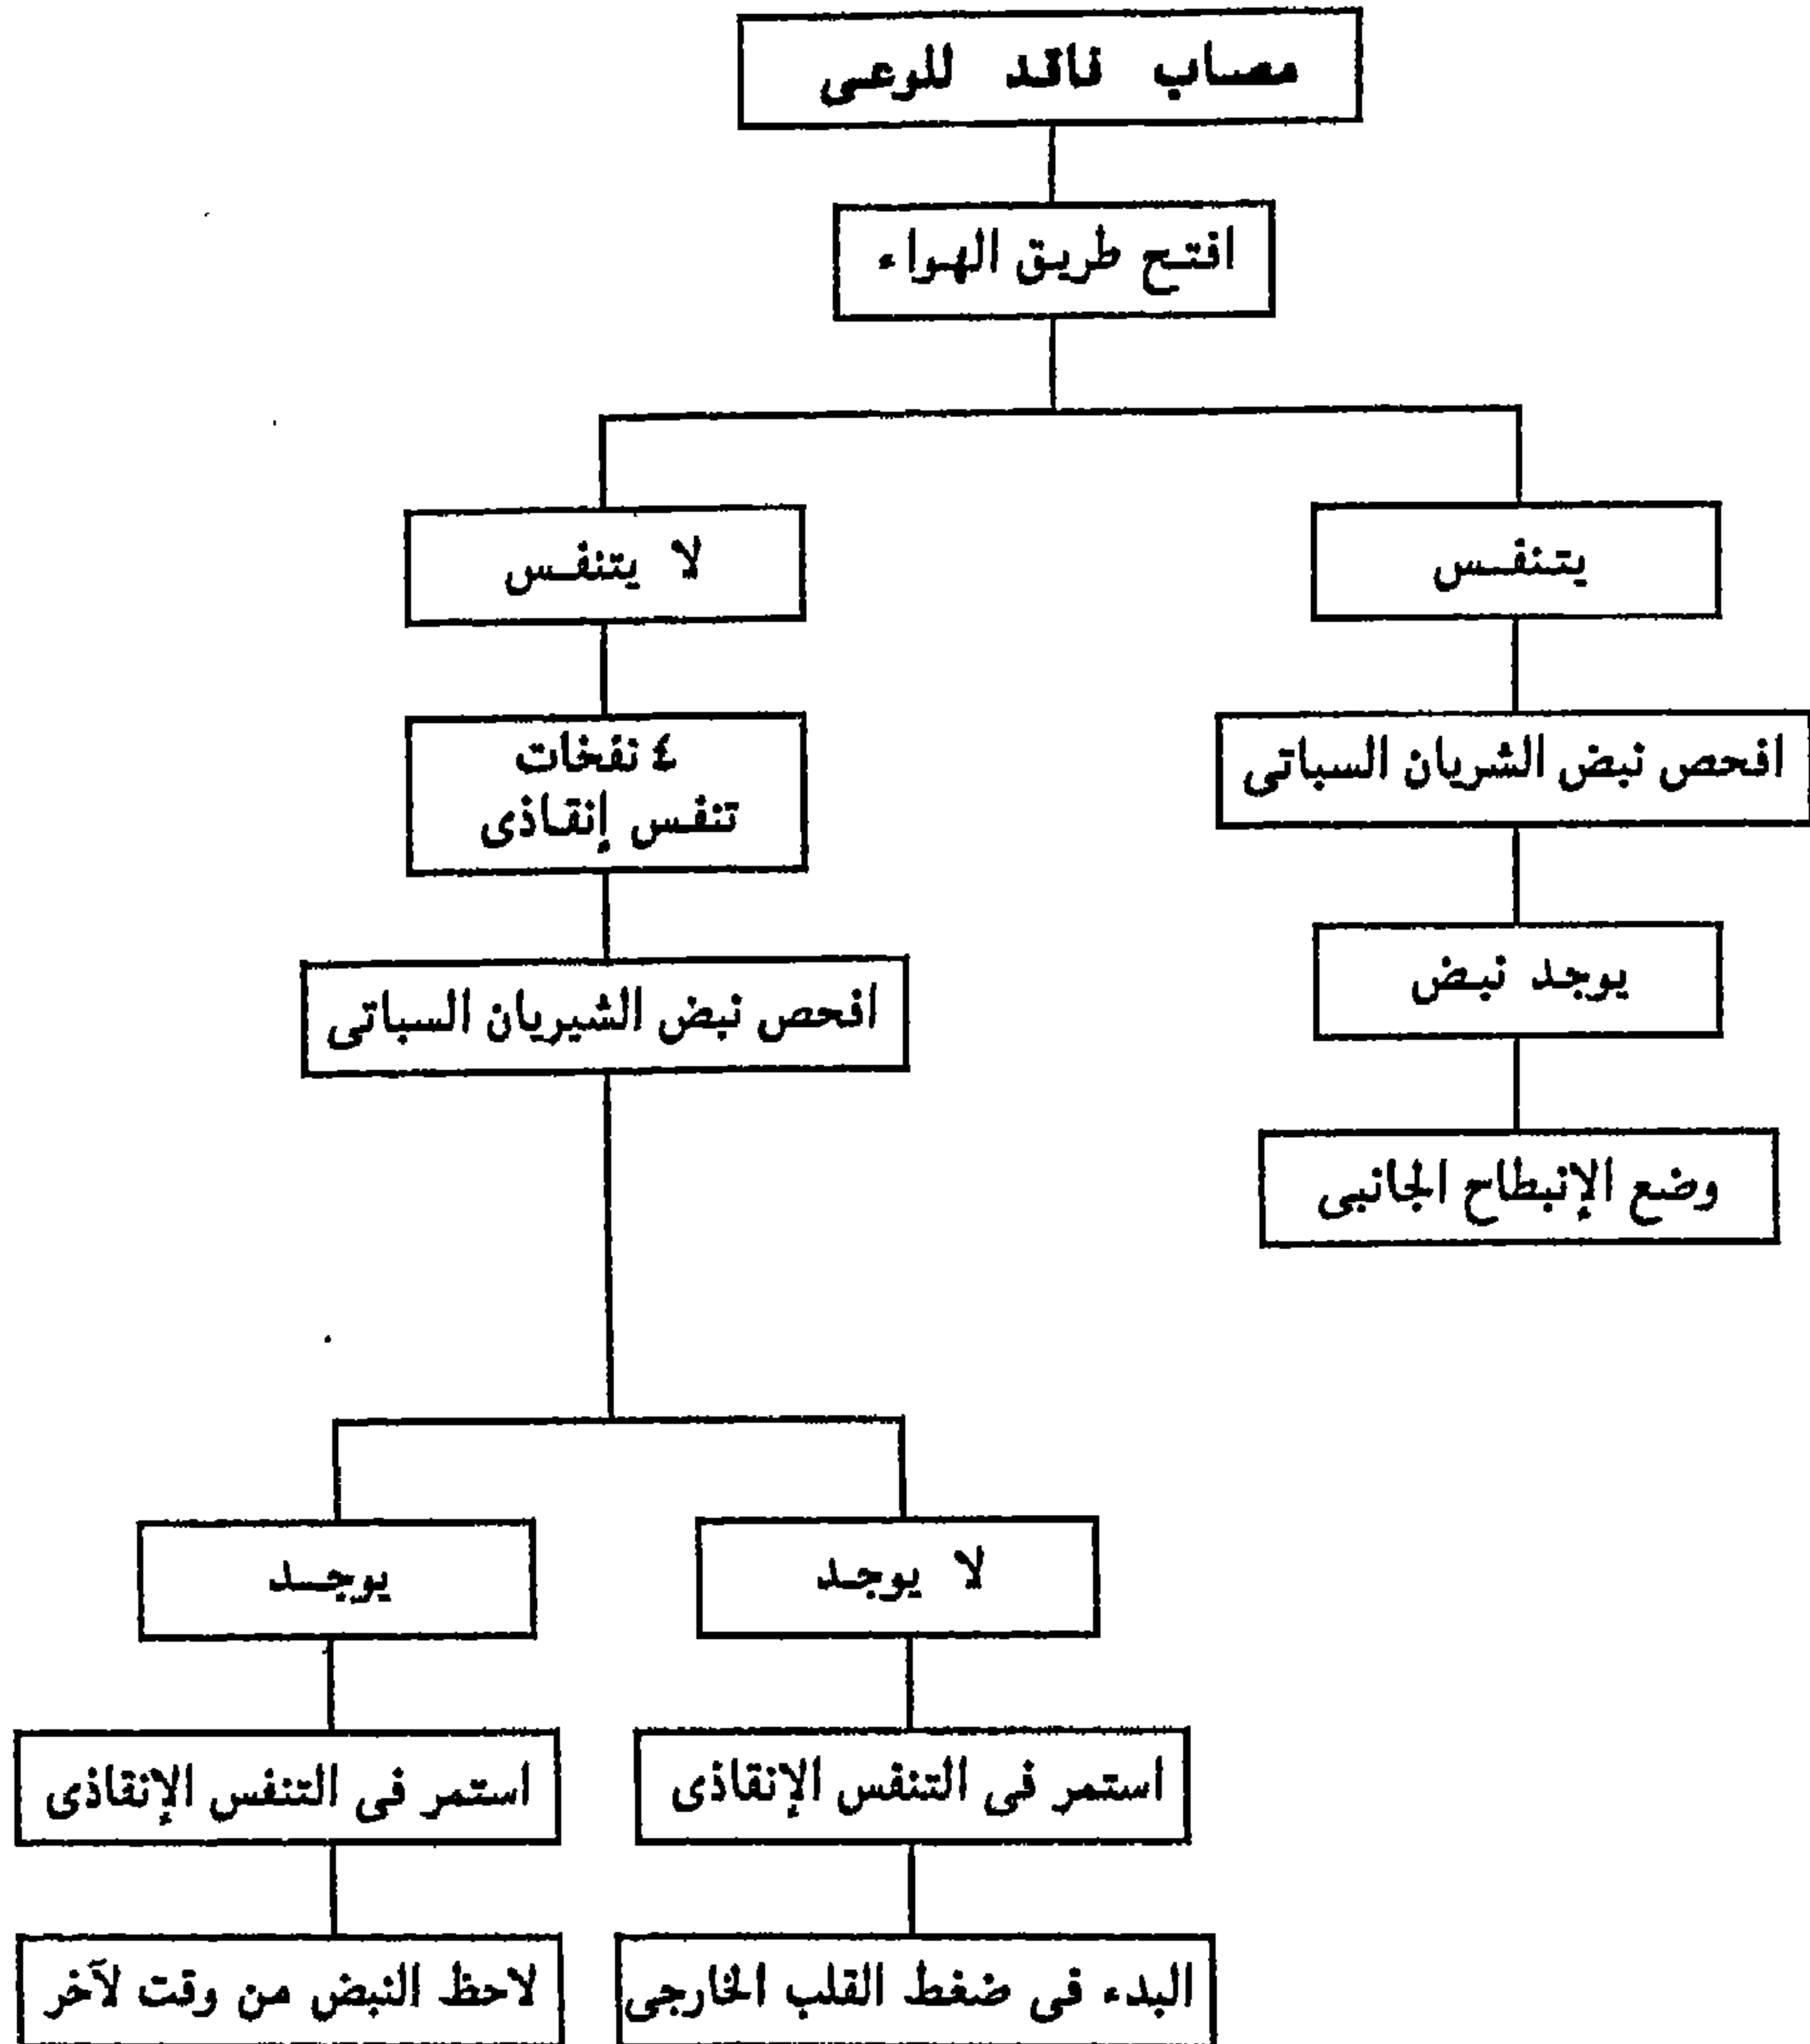 مصاب فاقد للوعى
افتح طريق الهواء
يتنفس
لا يتنفس
افحص نبض الشريان السباتى
٤ نفخات
تنفس إنقاذى
يوجد نبض
افحص نبض الشيريان السباتى
وضع الإنبطاح الجانبى
لا يوجد
يوجد
استمر فى التنفس الإنقاذى
استمر فى التنفس الإنقاذى
البدء فى ضغط القلب الخارجى
لاحظ النبض من وقت لآخر